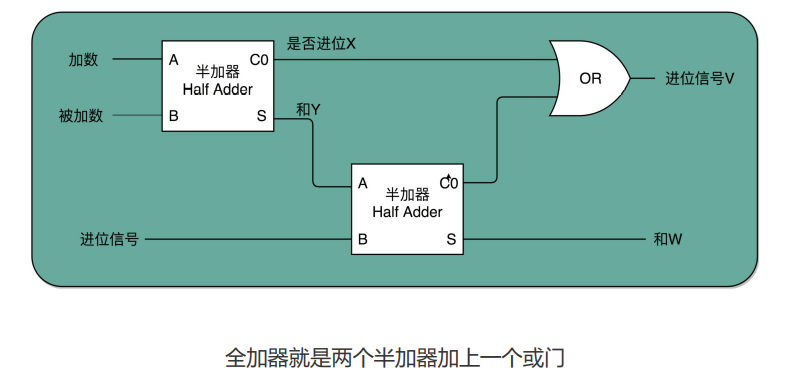 加数
被加数
A
B
半加器
Half Adder
C0
S
是否进位X
和Y
OR
进位信号V
A
B
半加器
Half Adder
C0
S
进位信号
和W
全加器就是两个半加器加上一个或门